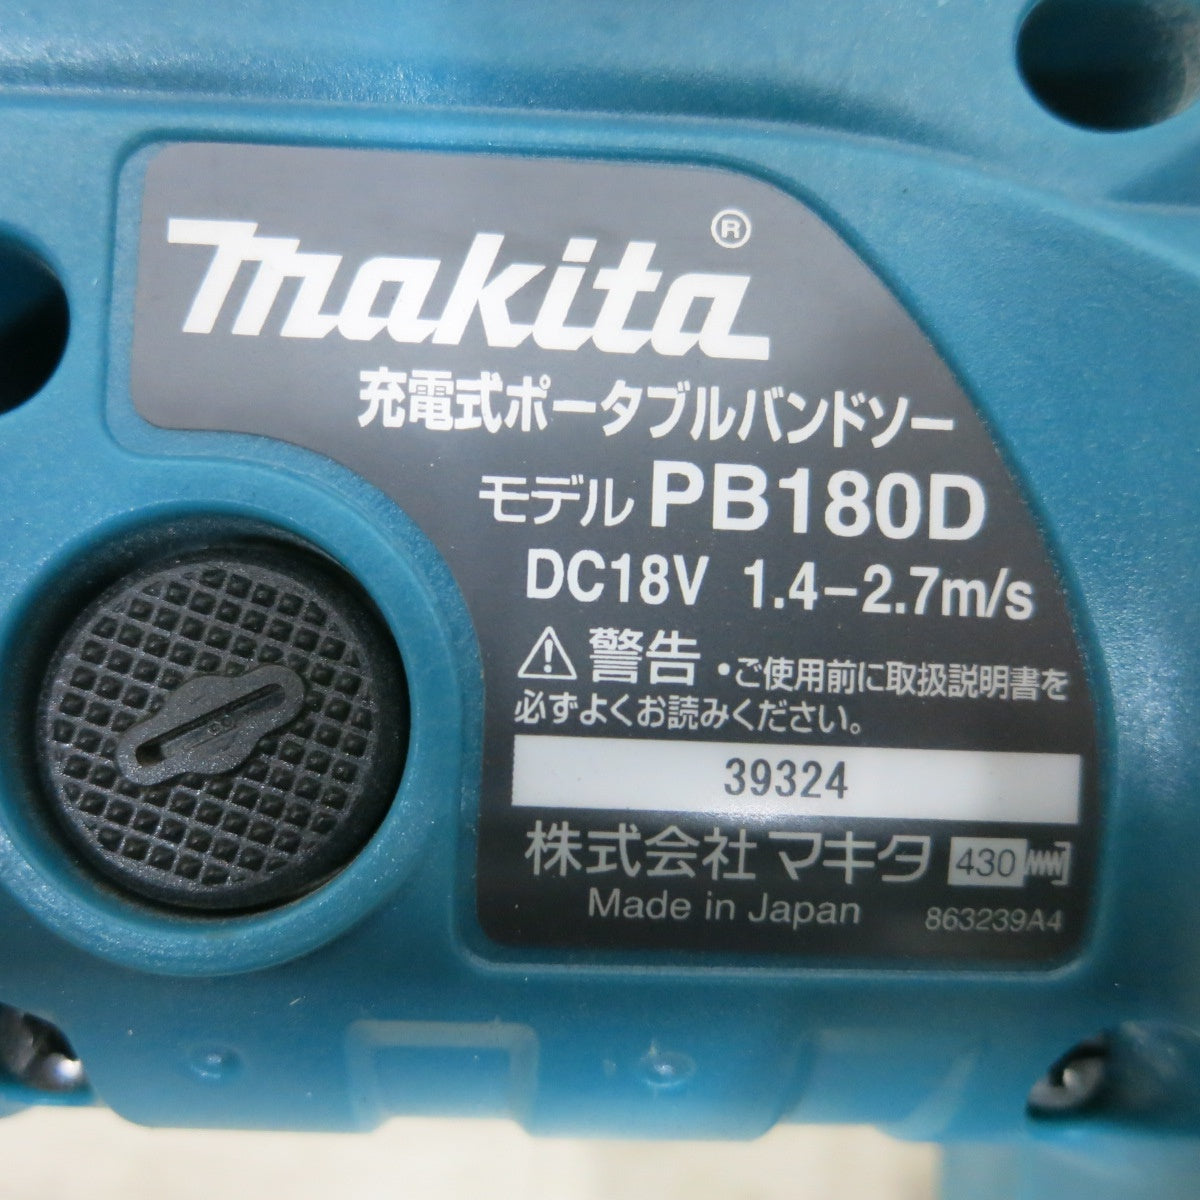 makita®
充電式ポータブルバンドソー
モデル PB180D
DC18V 1.4-2.7m/s
警告 ・ご使用前に取扱説明書を
必ずよくお読みください。
39324
株式会社マキタ 430
Made in Japan 863239A4